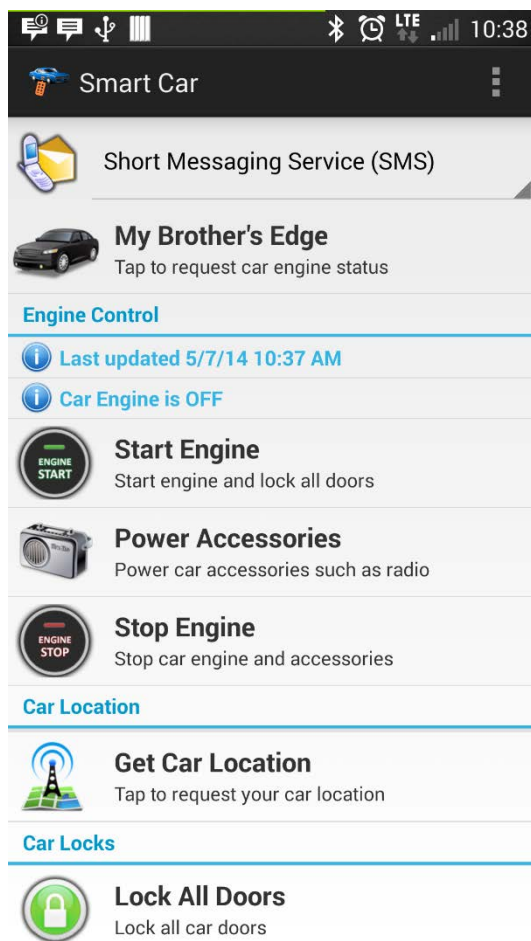 LTE
10:38
Smart Car
Short Messaging Service (SMS)
My Brother's Edge
Tap to request car engine status
Engine Control
Last updated 5/7/14 10:37 AM
Car Engine is OFF
ENGINE
START
Start Engine
Start engine and lock all doors
Power Accessories
Power car accessories such as radio
ENGINE
STOP
Stop Engine
Stop car engine and accessories
Car Location
Get Car Location
Tap to request your car location
Car Locks
Lock All Doors
Lock all car doors